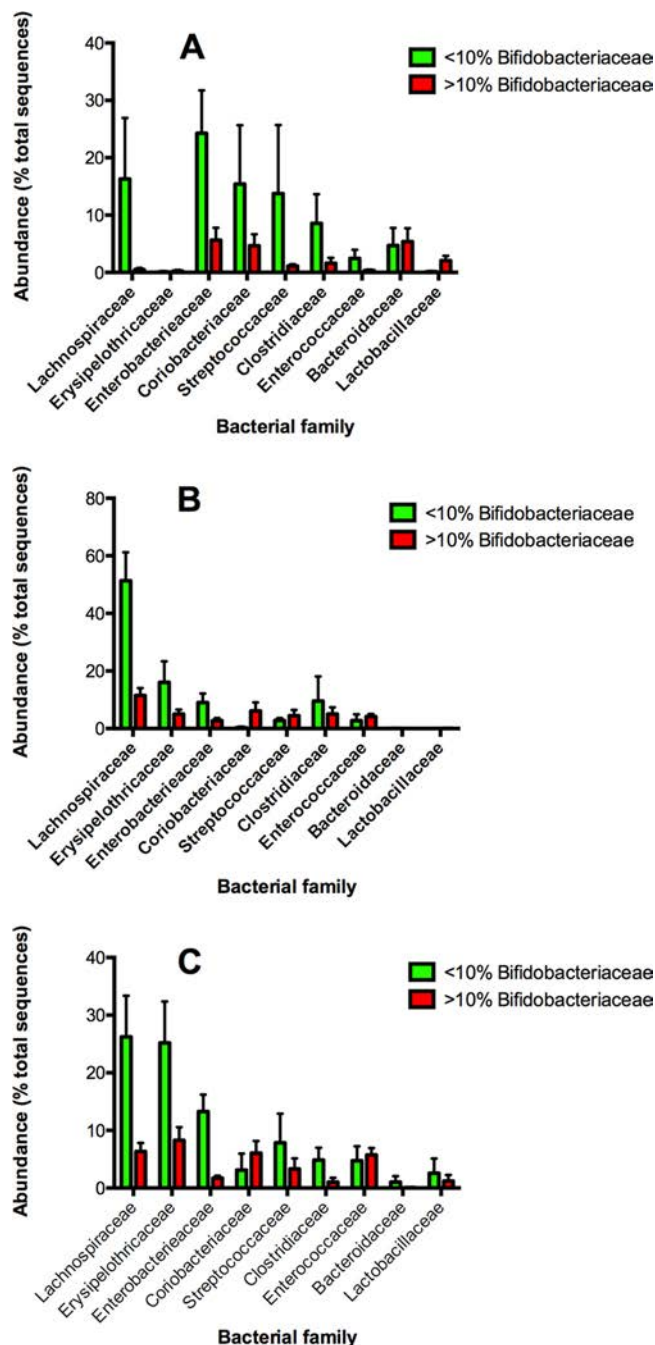 A
<10% Bifidobacteriaceae
>10% Bifidobacteriaceae
Abundance (% total sequences)
40
30
20
10
0
Lachnospiraceae
Erysipelothricaceae
Enterobacterieaceae
Coriobacteriaceae
Streptococcaceae
Clostridiaceae
Enterococcaceae
Bacteroidaceae
Lactobacillaceae
Bacterial family
B
<10% Bifidobacteriaceae
>10% Bifidobacteriaceae
Abundance (% total sequences)
80
60
40
20
0
Lachnospiraceae
Erysipelothricaceae
Enterobacterieaceae
Coriobacteriaceae
Streptococcaceae
Clostridiaceae
Enterococcaceae
Bacteroidaceae
Lactobacillaceae
Bacterial family
C
<10% Bifidobacteriaceae
>10% Bifidobacteriaceae
Abundance (% total sequences)
40
30
20
10
0
Lachnospiraceae
Erysipelothricaceae
Enterobacterieaceae
Coriobacteriaceae
Streptococcaceae
Clostridiaceae
Enterococcaceae
Bacteroidaceae
Lactobacillaceae
Bacterial family